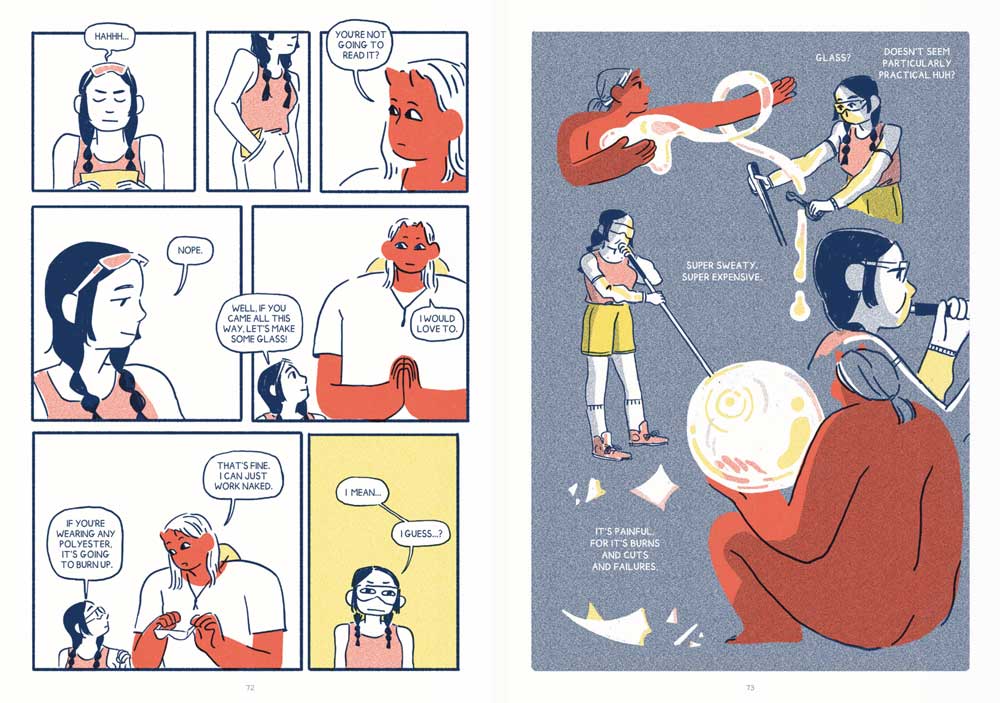 HAHHH...
YOU'RE NOT
GOING TO
READ IT?
NOPE.
WELL, IF YOU
CAME ALL THIS
WAY, LET'S MAKE
SOME GLASS!
I WOULD
LOVE TO.
IF YOU'RE
WEARING ANY
POLYESTER,
IT'S GOING
TO BURN UP.
THAT'S FINE.
I CAN JUST
WORK NAKED.
I MEAN...
I GUESS...?
72
GLASS?
DOESN'T SEEM
PARTICULARLY
PRACTICAL HUH?
SUPER SWEATY.
SUPER EXPENSIVE.
IT'S PAINFUL,
FOR IT'S BURNS
AND CUTS
AND FAILURES.
73